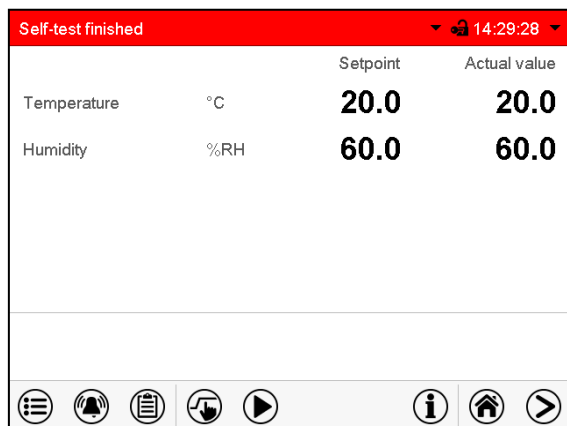 Self-test finished 14:29:28
Setpoint Actual value
Temperature °C 20.0 20.0
Humidity %RH 60.0 60.0